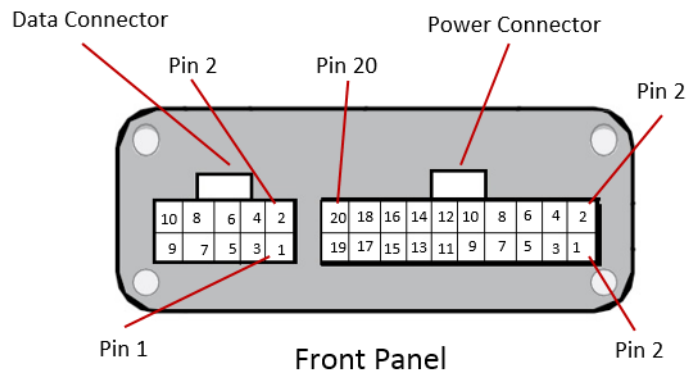 Data Connector
Power Connector
Pin 2
Pin 20
Pin 2
10 8 6 4 2
20 18 16 14 12 10 8 6 4 2
9 7 5 3 1
19 17 15 13 11 9 7 5 3 1
Pin 1
Pin 2
Front Panel